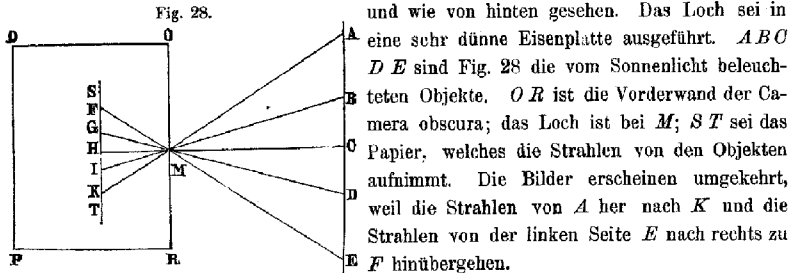 Fig. 28.
und wie von hinten gesehen. Das Loch sei in
eine sehr dünne Eisenplatte ausgeführt. A B C
D E sind Fig. 28 die vom Sonnenlicht beleuch-
teten Objekte. O R ist die Vorderwand der Ca-
mera obscura; das Loch ist bei M; S T sei das
Papier, welches die Strahlen von den Objekten
aufnimmt. Die Bilder erscheinen umgekehrt,
weil die Strahlen von A her nach K und die
Strahlen von der linken Seite E nach rechts zu
F hinübergehen.
O
A
S
F
B
G
H
C
I
M
K
D
T
P
R
E